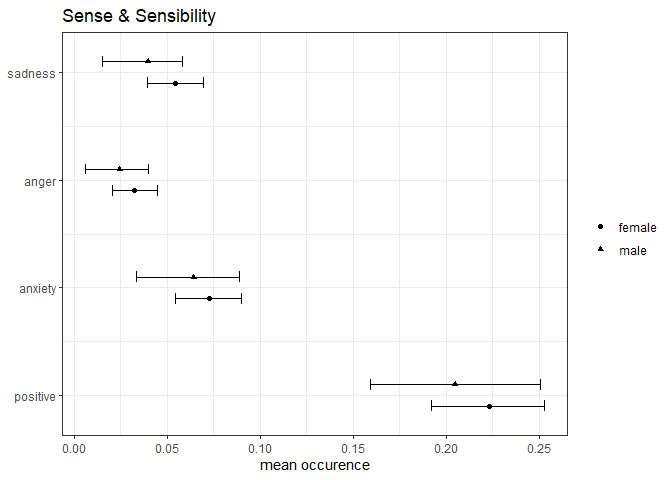 Sense & Sensibility
sadness
anger
anxiety
positive
0.00 0.05 0.10 0.15 0.20 0.25
mean occurence
female
male